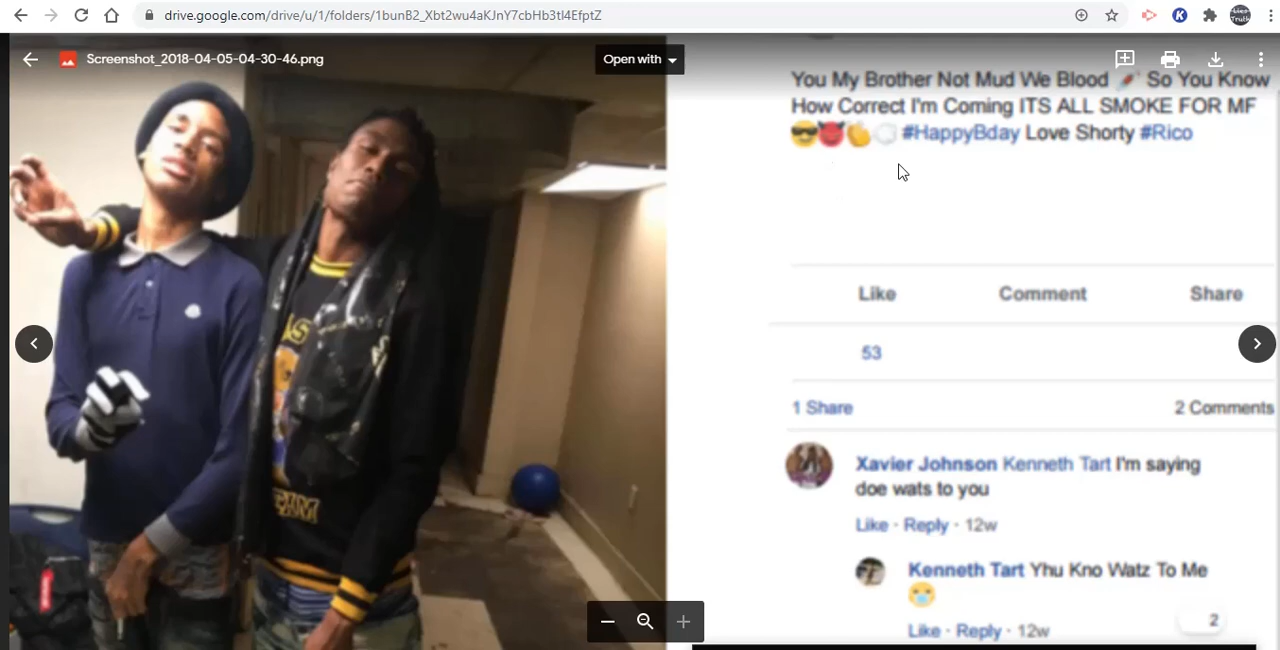 drive.google.com/drive/u/1/folders/1bunB2_Xbt2wu4aKJnY7cbHb3tI4EfptZ
Screenshot_2018-04-05-04-30-46.png
Open with
You My Brother Not Mud We Blood 💉 So You Know
How Correct I'm Coming ITS ALL SMOKE FOR MF
😎👿👏💨 #HappyBday Love Shorty #Rico
Like Comment Share
53
1 Share 2 Comments
Xavier Johnson Kenneth Tart I'm saying
doe wats to you
Like · Reply · 12w
Kenneth Tart Yhu Kno Watz To Me
😷
2
Like · Reply · 12w